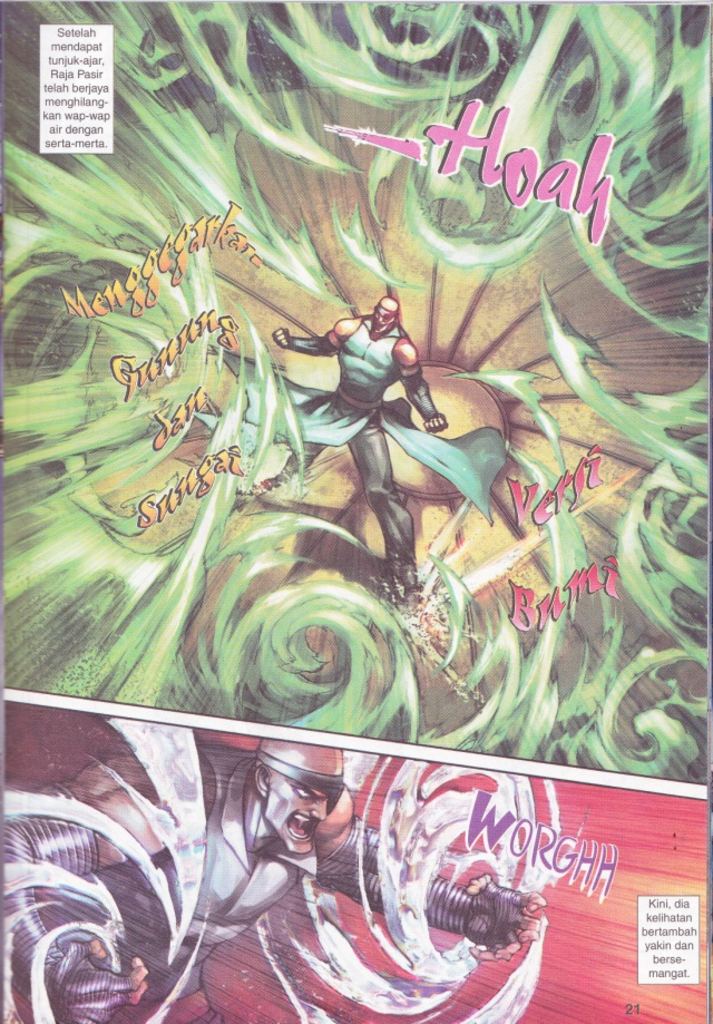 Setelah
mendapat
tunjuk-ajar,
Raja Pasir
telah berjaya
menghilang-
kan wap-wap
air dengan
serta-merta.
Hoah
Menggegarkan
Gunung
dan
Sungai
Versi
Bumi
WORGHH
Kini, dia
kelihatan
bertambah
yakin dan
berse-
mangat.
21